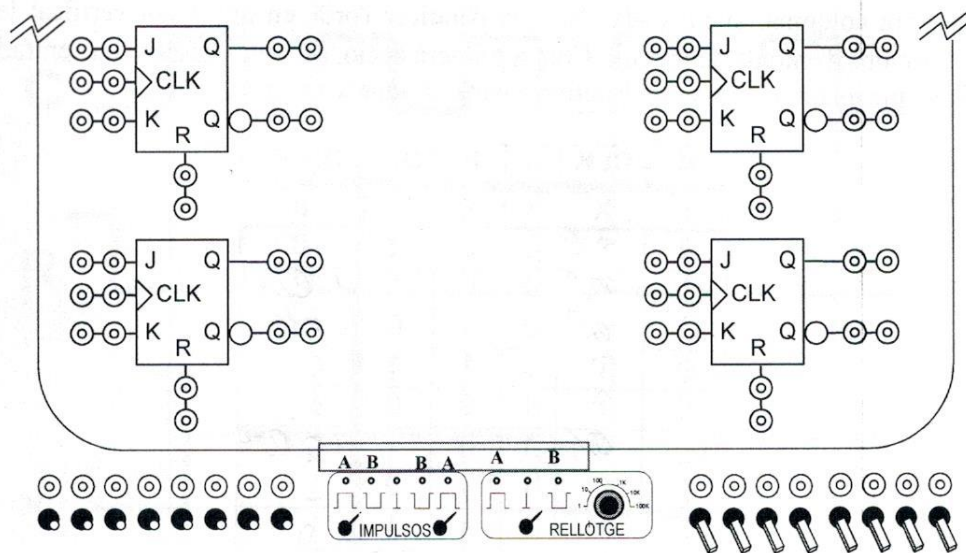 J Q J Q
CLK CLK
K Q K Q
R R
J Q J Q
CLK CLK
K Q K Q
R R
A B B A A B
1 10 100 1K 10K 100K
IMPULSOS RELLOTGE